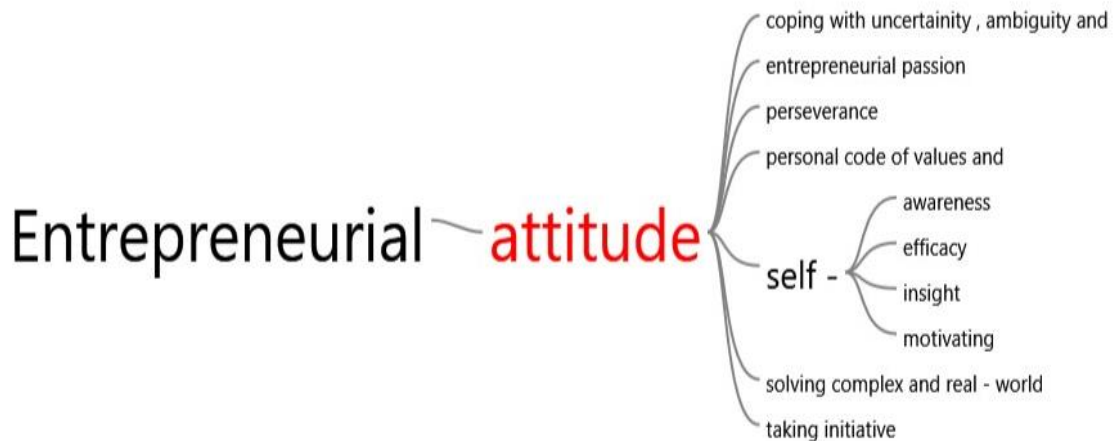 Entrepreneurial
attitude
coping with uncertainity , ambiguity and
entrepreneurial passion
perseverance
personal code of values and
self -
awareness
efficacy
insight
motivating
solving complex and real - world
taking initiative